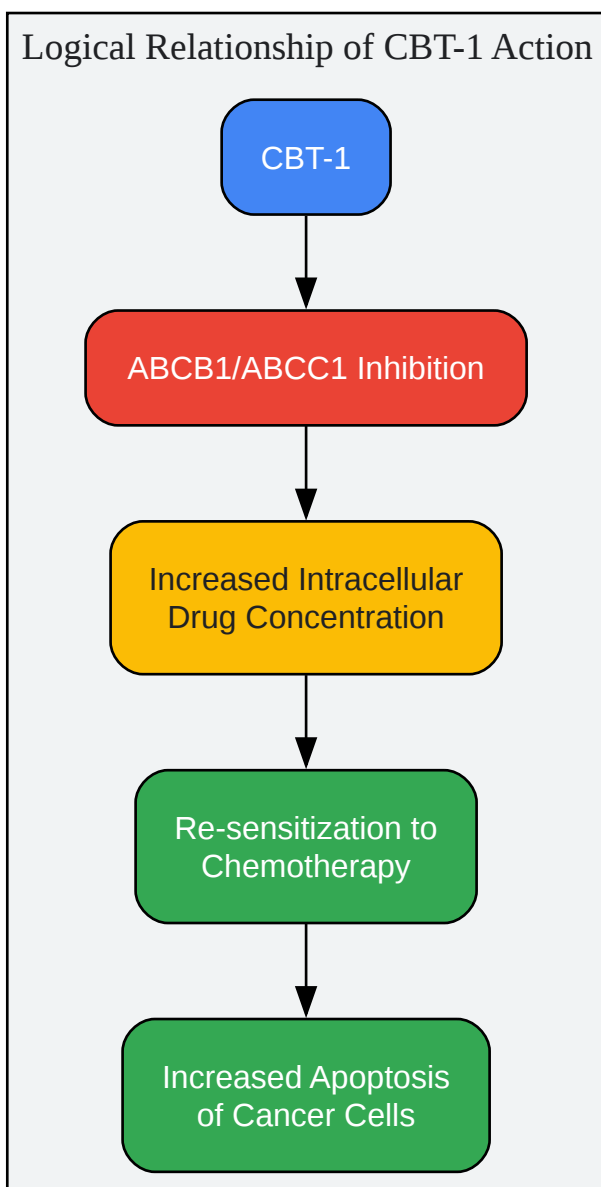 Logical Relationship of CBT-1 Action
CBT-1
ABCB1/ABCC1 Inhibition
Increased Intracellular
Drug Concentration
Re-sensitization to
Chemotherapy
Increased Apoptosis
of Cancer Cells